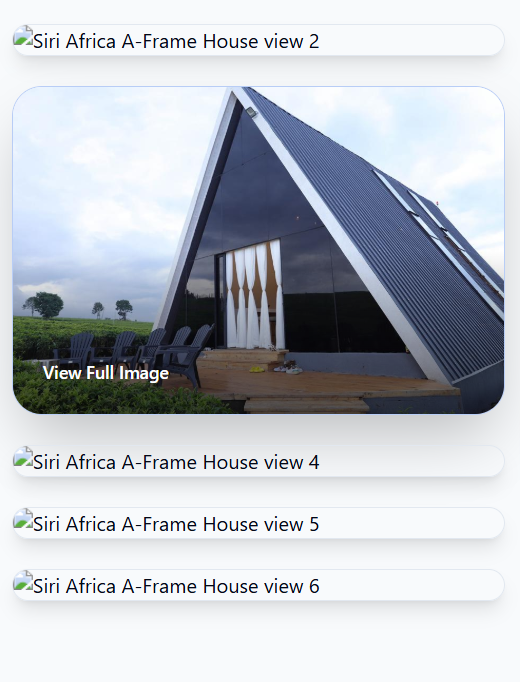 Siri Africa A-Frame House view 2
View Full Image
Siri Africa A-Frame House view 4
Siri Africa A-Frame House view 5
Siri Africa A-Frame House view 6